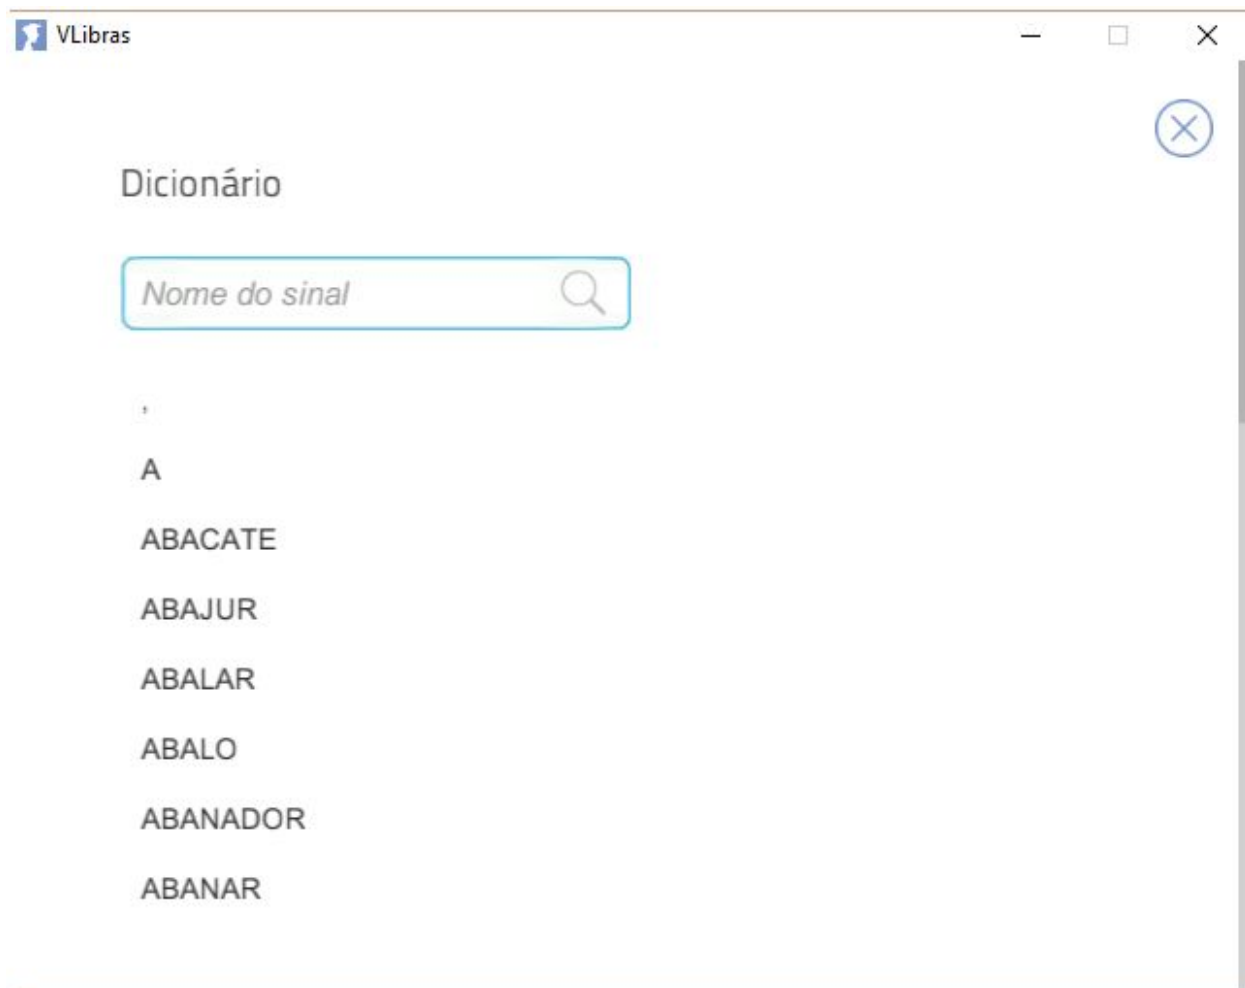 VLibras
Dicionário
Nome do sinal
,
A
ABACATE
ABAJUR
ABALAR
ABALO
ABANADOR
ABANAR